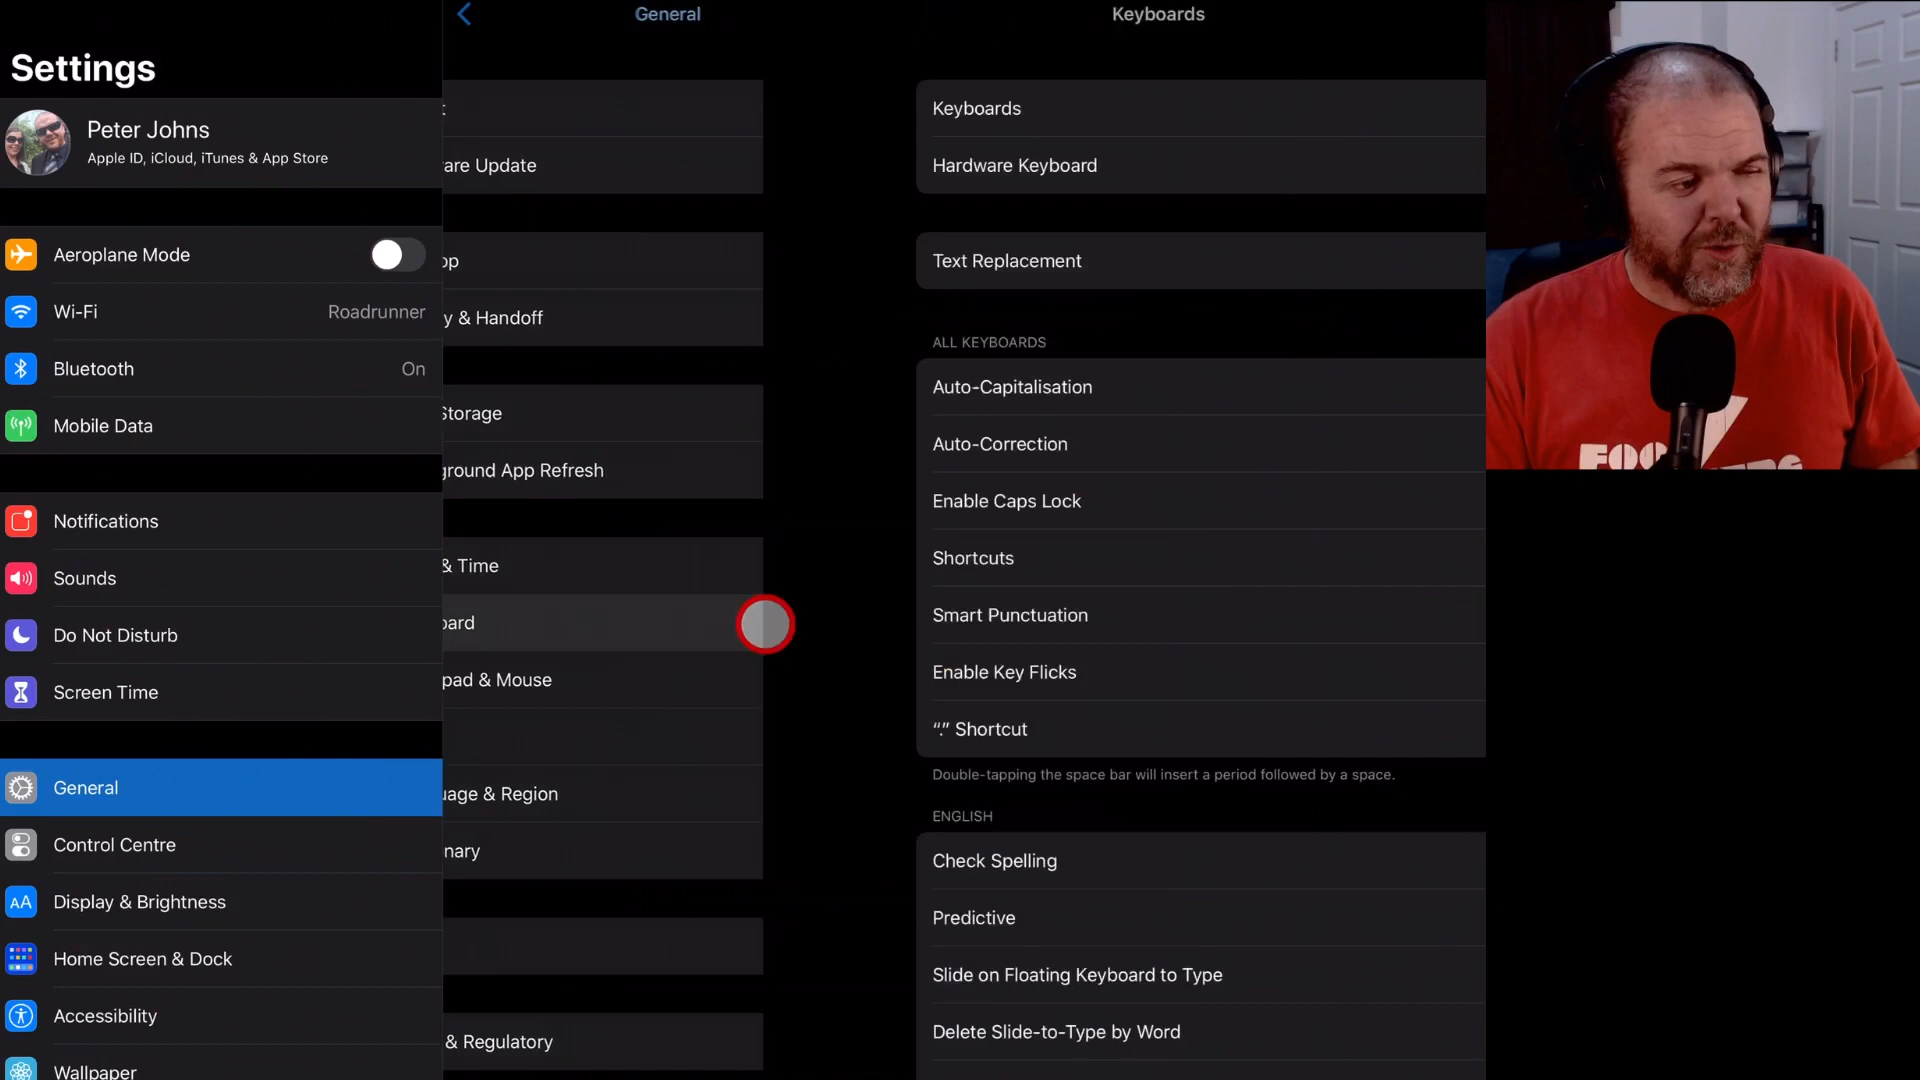 Settings
Peter Johns
Apple ID, iCloud, iTunes & App Store
Aeroplane Mode
Wi-Fi
Roadrunner
Bluetooth
On
Mobile Data
Notifications
Sounds
Do Not Disturb
Screen Time
General
Control Centre
AA
Display & Brightness
Home Screen & Dock
Accessibility
Wallpaper
General
are Update
op
y & Handoff
Storage
ground App Refresh
& Time
oard
pad & Mouse
uage & Region
nary
& Regulatory
Keyboards
Keyboards
Hardware Keyboard
Text Replacement
ALL KEYBOARDS
Auto-Capitalisation
Auto-Correction
Enable Caps Lock
Shortcuts
Smart Punctuation
Enable Key Flicks
“.” Shortcut
Double-tapping the space bar will insert a period followed by a space.
ENGLISH
Check Spelling
Predictive
Slide on Floating Keyboard to Type
Delete Slide-to-Type by Word